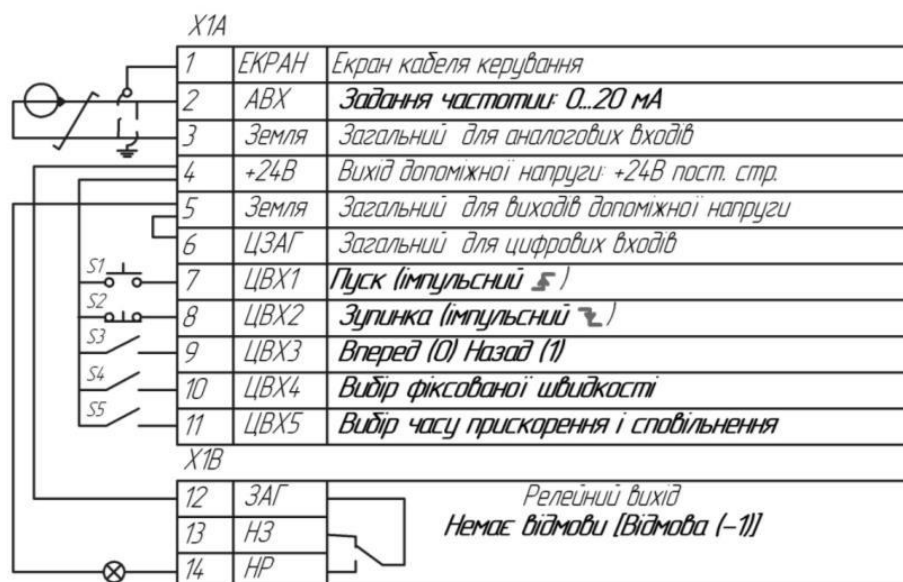 X1A
1 ЕКРАН Екран кабеля керування
2 АВХ Задання частоти: 0...20 мА
3 Земля Загальний для аналогових входів
4 +24В Вихід допоміжної напруги: +24В пост. стр.
5 Земля Загальний для виходів допоміжної напруги
6 ЦЗАГ Загальний для цифрових входів
S1 7 ЦВХ1 Пуск (імпульсний )
S2 8 ЦВХ2 Зупинка (імпульсний )
S3 9 ЦВХ3 Вперед (0) Назад (1)
S4 10 ЦВХ4 Вибір фіксованої швидкості
S5 11 ЦВХ5 Вибір часу прискорення і сповільнення
X1B
12 ЗАГ Релейний вихід
13 НЗ Немає відмови [Відмова (-1)]
14 НР